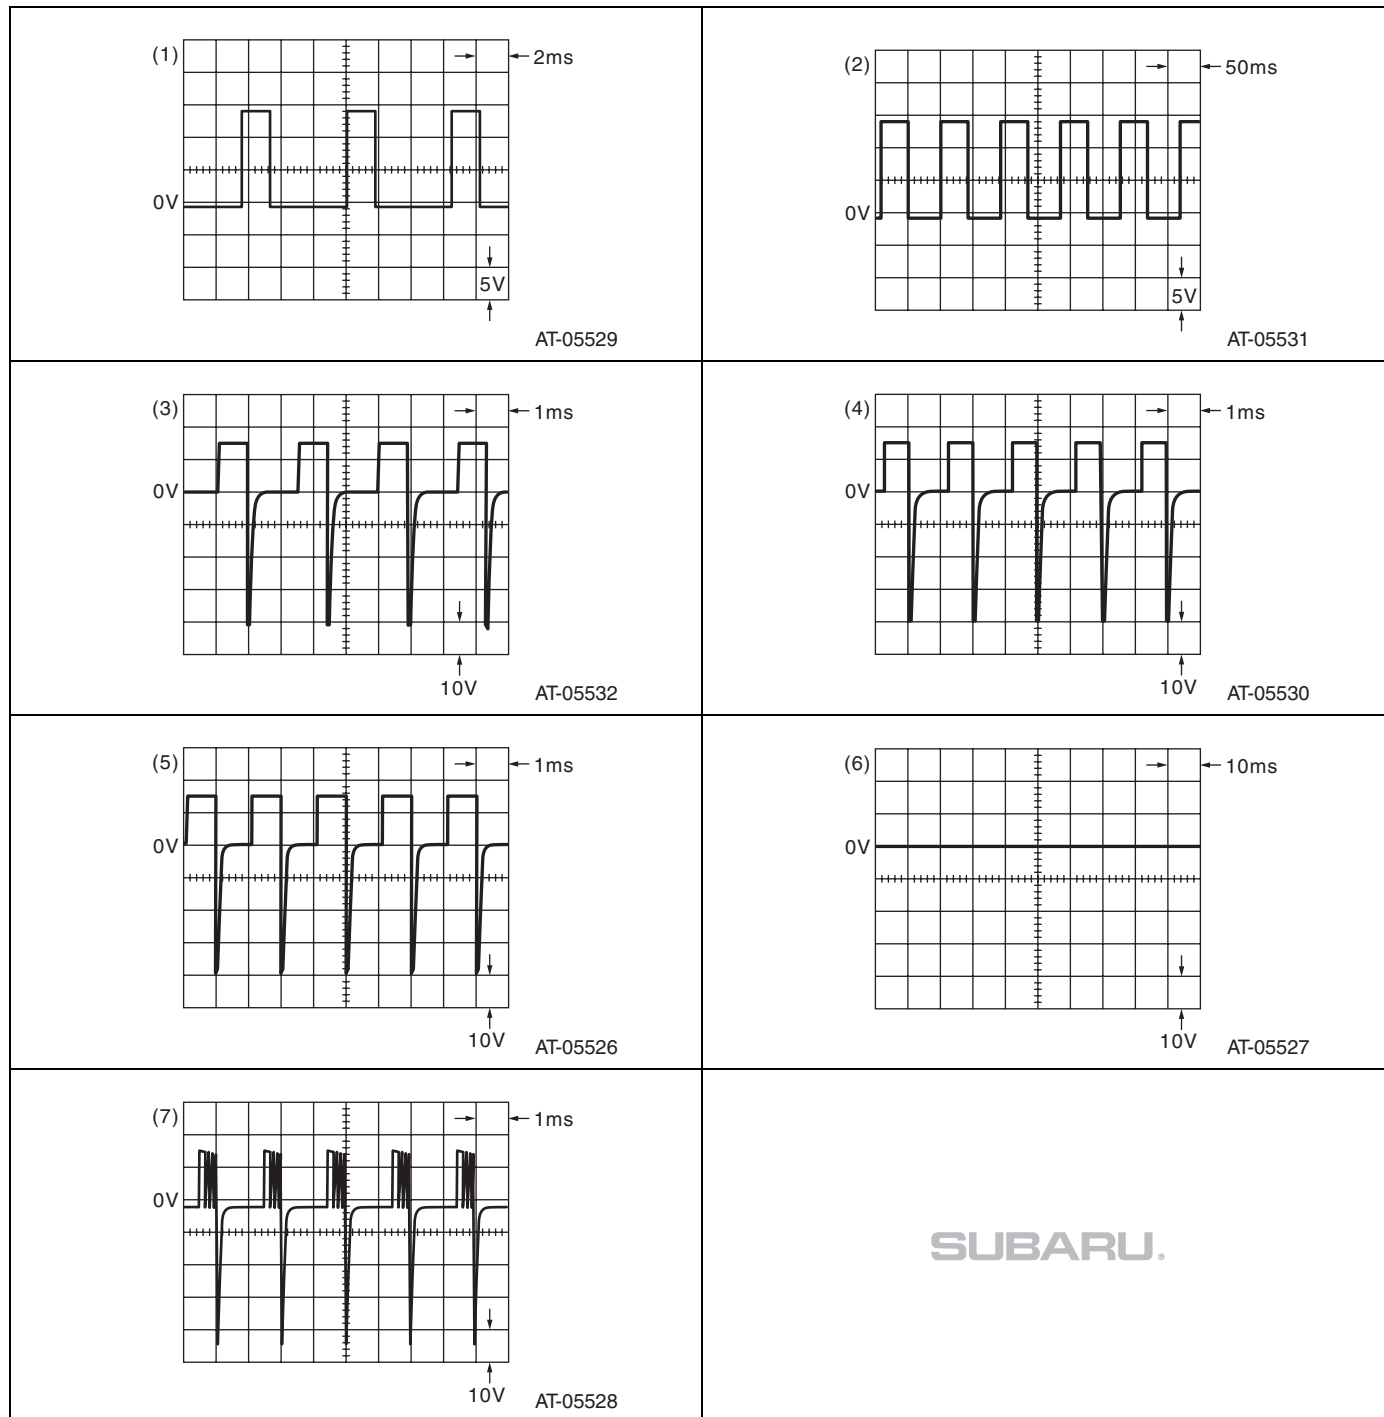 (1)
2ms
0V
5V
AT-05529
(2)
50ms
0V
5V
AT-05531
(3)
1ms
0V
10V
AT-05532
(4)
1ms
0V
10V
AT-05530
(5)
1ms
0V
10V
AT-05526
(6)
10ms
0V
10V
AT-05527
(7)
1ms
0V
10V
AT-05528
SUBARU®